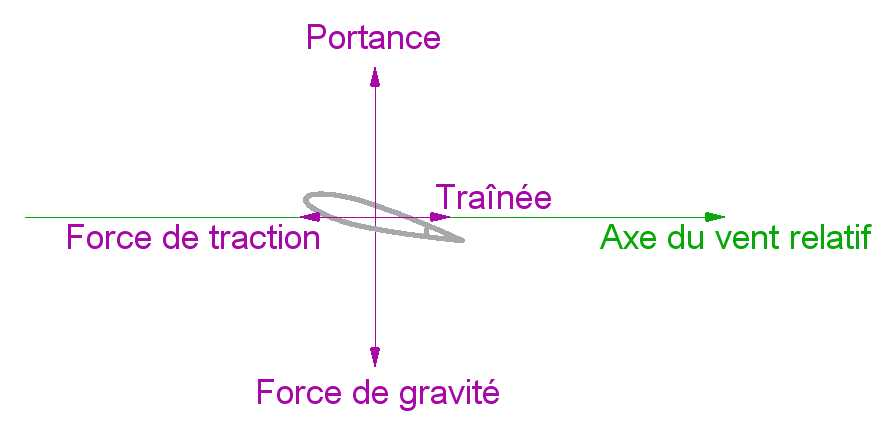 Portance
Traînée
Force de traction
Axe du vent relatif
Force de gravité